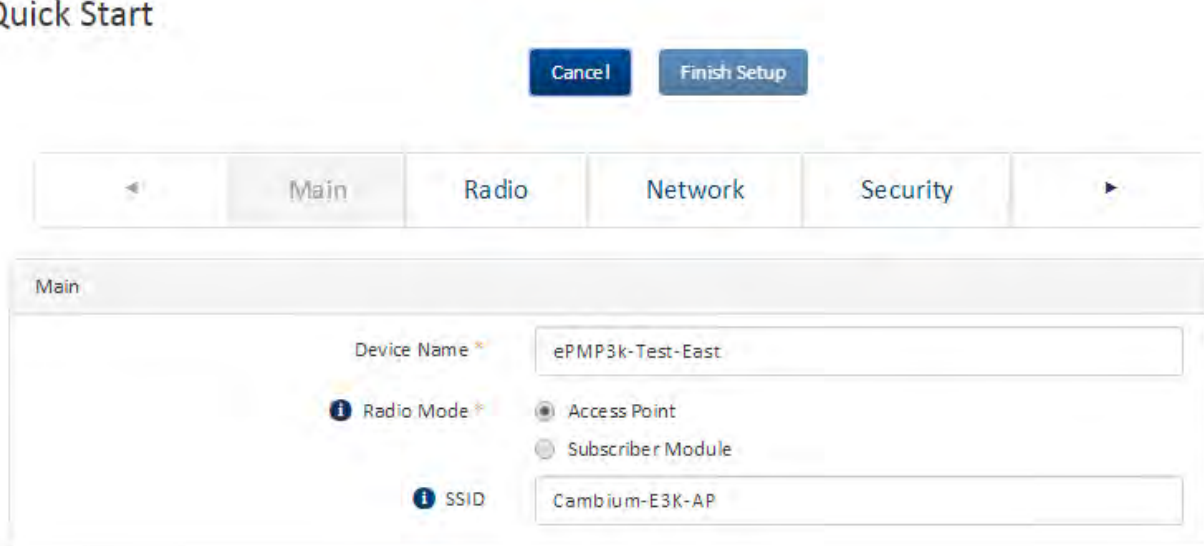 Quick Start
Cancel Finish Setup
Main Radio Network Security
Main
Device Name * ePMP3k-Test-East
Radio Mode * Access Point
Subscriber Module
SSID Cambium-E3K-AP